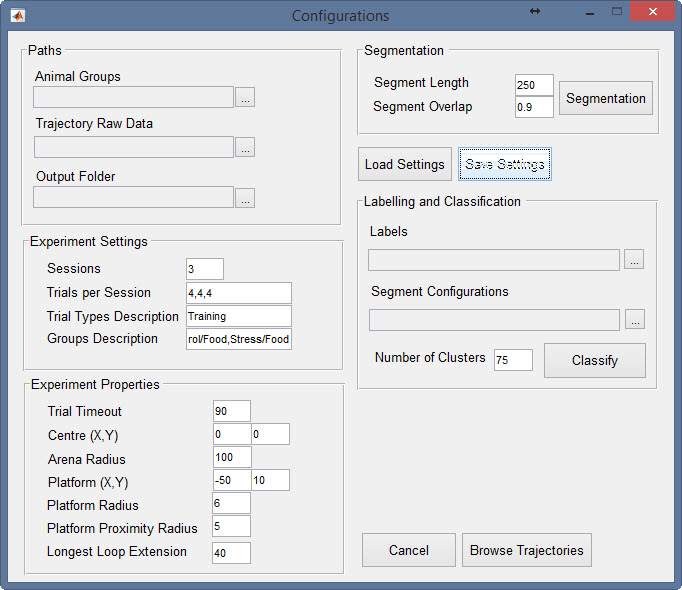 Configurations
Paths
Animal Groups
...
Trajectory Raw Data
...
Output Folder
...
Experiment Settings
Sessions 3
Trials per Session 4,4,4
Trial Types Description Training
Groups Description rol/Food,Stress/Food
Experiment Properties
Trial Timeout 90
Centre (X,Y) 0 0
Arena Radius 100
Platform (X,Y) -50 10
Platform Radius 6
Platform Proximity Radius 5
Longest Loop Extension 40
Segmentation
Segment Length 250
Segment Overlap 0.9
Segmentation
Load Settings Save Settings
Labelling and Classification
Labels
...
Segment Configurations
...
Number of Clusters 75 Classify
Cancel Browse Trajectories